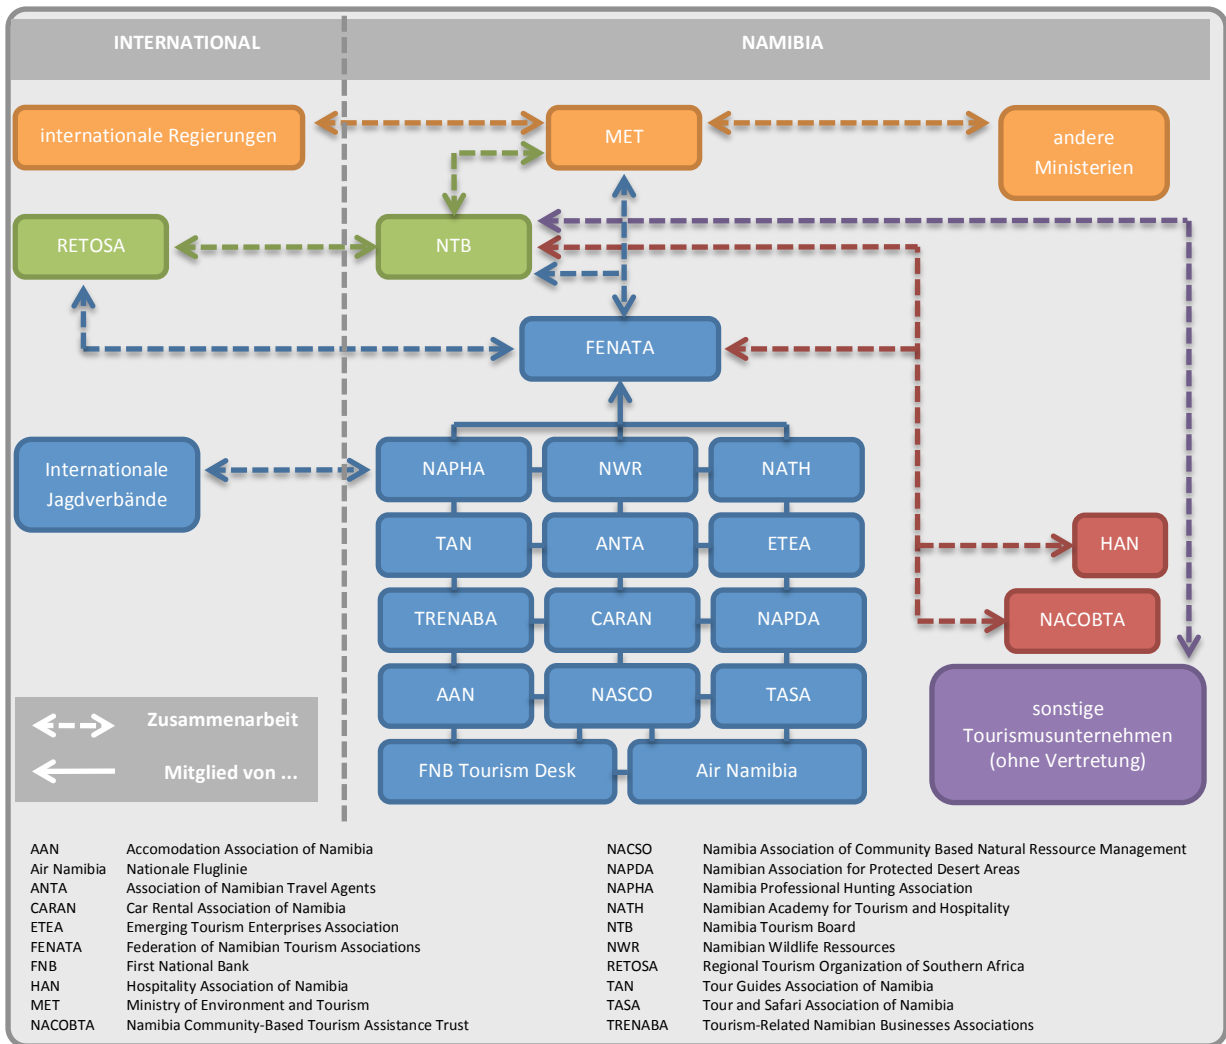 INTERNATIONAL
NAMIBIA
internationale Regierungen
MET
andere
Ministerien
RETOSA
NTB
FENATA
Internationale
Jagdverbände
NAPHA
NWR
NATH
TAN
ANTA
ETEA
HAN
TRENABA
CARAN
NAPDA
NACOBTA
AAN
NASCO
TASA
sonstige
Tourismusunternehmen
(ohne Vertretung)
Zusammenarbeit
Mitglied von ...
FNB Tourism Desk
Air Namibia
AAN Accomodation Association of Namibia
Air Namibia Nationale Fluglinie
ANTA Association of Namibian Travel Agents
CARAN Car Rental Association of Namibia
ETEA Emerging Tourism Enterprises Association
FENATA Federation of Namibian Tourism Associations
FNB First National Bank
HAN Hospitality Association of Namibia
MET Ministry of Environment and Tourism
NACOBTA Namibia Community-Based Tourism Assistance Trust
NACSO Namibia Association of Community Based Natural Ressource Management
NAPDA Namibian Association for Protected Desert Areas
NAPHA Namibia Professional Hunting Association
NATH Namibian Academy for Tourism and Hospitality
NTB Namibia Tourism Board
NWR Namibian Wildlife Ressources
RETOSA Regional Tourism Organization of Southern Africa
TAN Tour Guides Association of Namibia
TASA Tour and Safari Association of Namibia
TRENABA Tourism-Related Namibian Businesses Associations